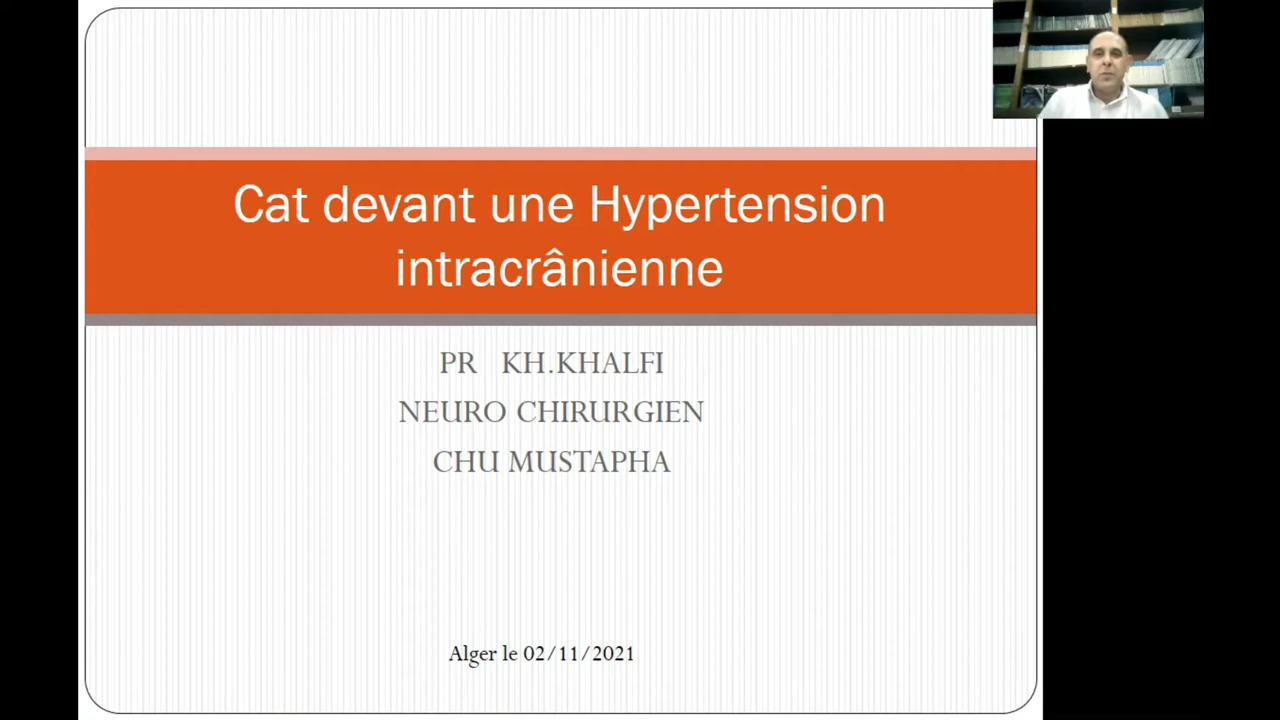 Cat devant une Hypertension
intracrânienne
PR KH.KHALFI
NEURO CHIRURGIEN
CHU MUSTAPHA
Alger le 02/11/2021